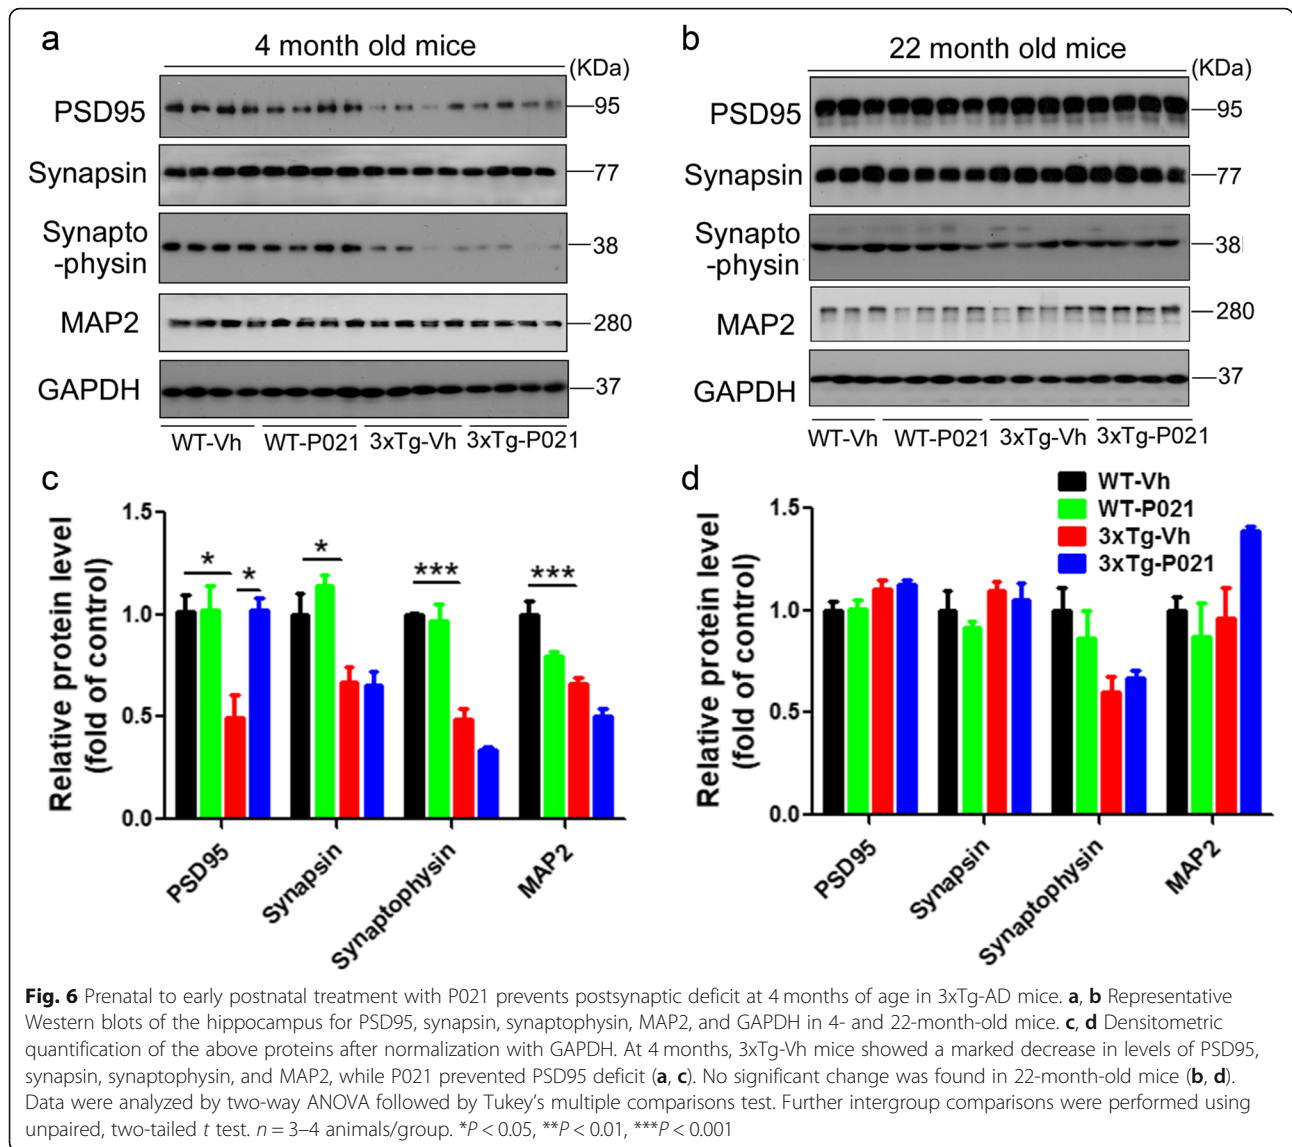 a
4 month old mice
(KDa)
PSD95
95
Synapsin
77
Synapto
-physin
38
MAP2
280
GAPDH
37
WT-Vh WT-P021 3xTg-Vh 3xTg-P021
b
22 month old mice
(KDa)
PSD95
95
Synapsin
77
Synapto
-physin
38
MAP2
280
GAPDH
37
WT-Vh WT-P021 3xTg-Vh 3xTg-P021
c
Relative protein level
(fold of control)
1.5
1.0
0.5
0.0
* * * *** ***
PSD95
Synapsin
Synaptophysin
MAP2
d
WT-Vh
WT-P021
3xTg-Vh
3xTg-P021
Relative protein level
(fold of control)
1.5
1.0
0.5
0.0
PSD95
Synapsin
Synaptophysin
MAP2
Fig. 6 Prenatal to early postnatal treatment with P021 prevents postsynaptic deficit at 4 months of age in 3xTg-AD mice. a, b Representative
Western blots of the hippocampus for PSD95, synapsin, synaptophysin, MAP2, and GAPDH in 4- and 22-month-old mice. c, d Densitometric
quantification of the above proteins after normalization with GAPDH. At 4 months, 3xTg-Vh mice showed a marked decrease in levels of PSD95,
synapsin, synaptophysin, and MAP2, while P021 prevented PSD95 deficit (a, c). No significant change was found in 22-month-old mice (b, d).
Data were analyzed by two-way ANOVA followed by Tukey's multiple comparisons test. Further intergroup comparisons were performed using
unpaired, two-tailed t test. n = 3–4 animals/group. *P < 0.05, **P < 0.01, ***P < 0.001